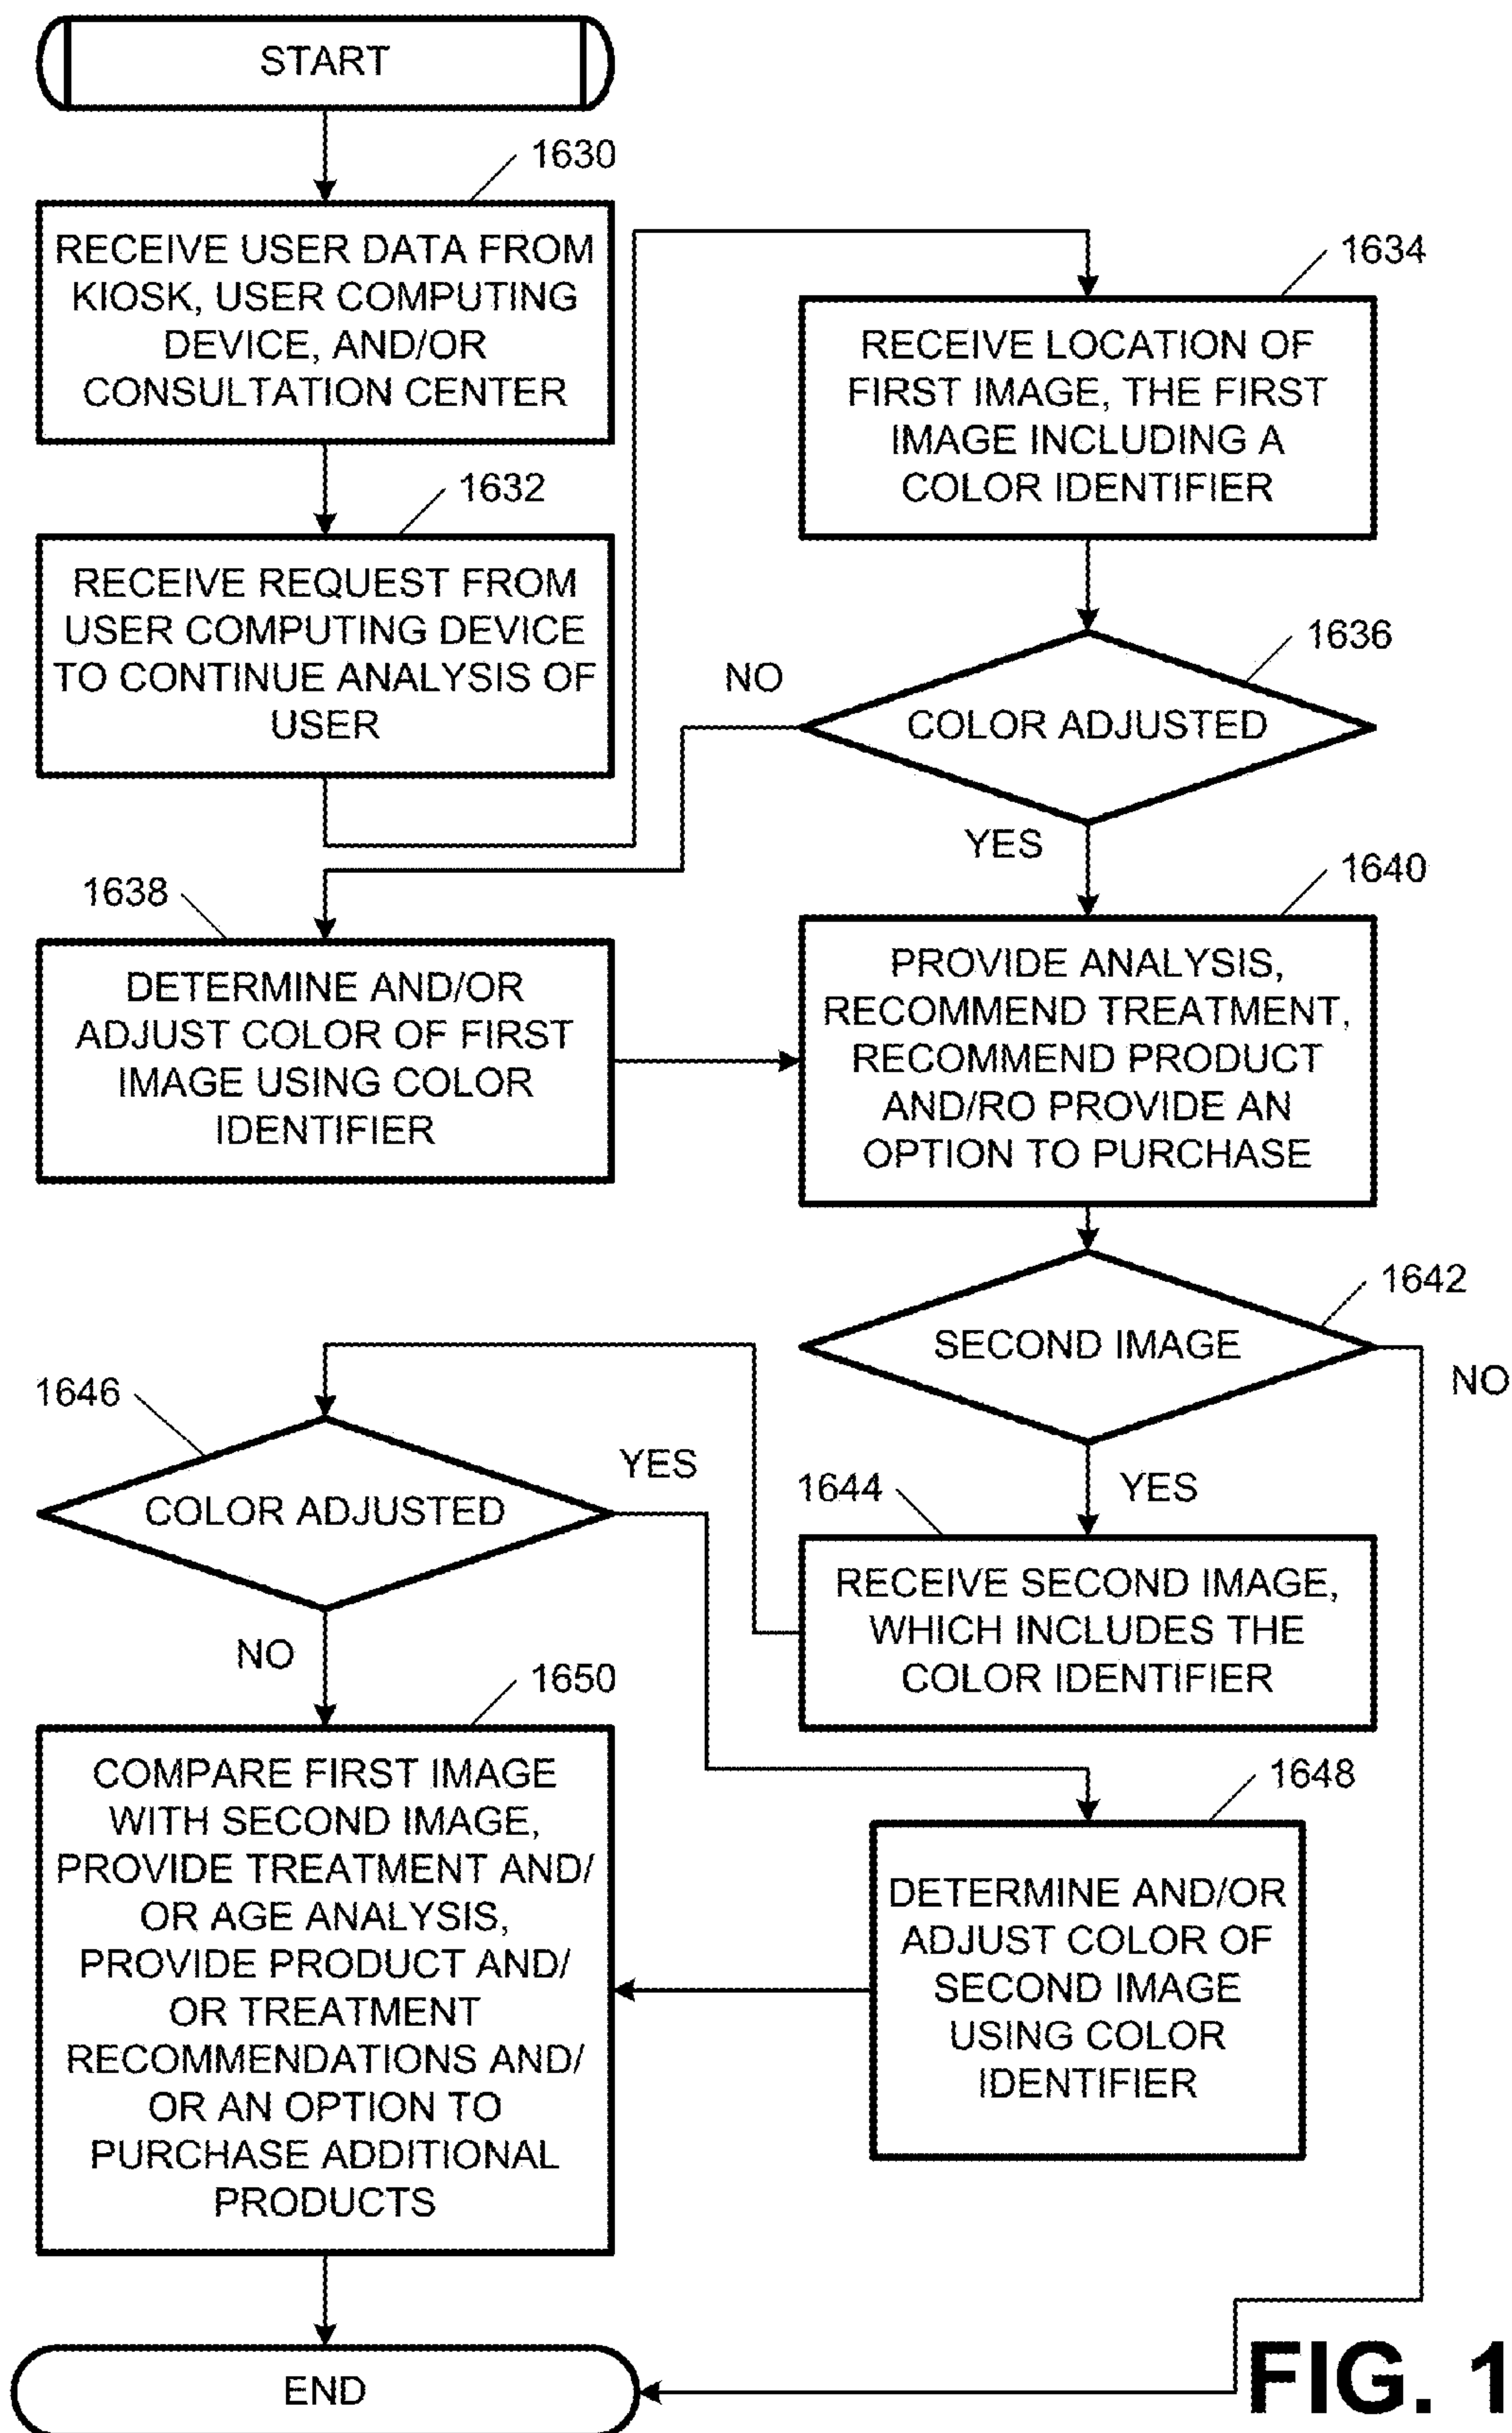 START
1630
RECEIVE USER DATA FROM
KIOSK, USER COMPUTING
DEVICE, AND/OR
CONSULTATION CENTER
1632
RECEIVE REQUEST FROM
USER COMPUTING DEVICE
TO CONTINUE ANALYSIS OF
USER
1634
RECEIVE LOCATION OF
FIRST IMAGE, THE FIRST
IMAGE INCLUDING A
COLOR IDENTIFIER
1636
COLOR ADJUSTED
NO
YES
1638
DETERMINE AND/OR
ADJUST COLOR OF FIRST
IMAGE USING COLOR
IDENTIFIER
1640
PROVIDE ANALYSIS,
RECOMMEND TREATMENT,
RECOMMEND PRODUCT
AND/RO PROVIDE AN
OPTION TO PURCHASE
1642
SECOND IMAGE
NO
YES
1644
RECEIVE SECOND IMAGE,
WHICH INCLUDES THE
COLOR IDENTIFIER
1646
COLOR ADJUSTED
YES
NO
1648
DETERMINE AND/OR
ADJUST COLOR OF
SECOND IMAGE
USING COLOR
IDENTIFIER
1650
COMPARE FIRST IMAGE
WITH SECOND IMAGE,
PROVIDE TREATMENT AND/
OR AGE ANALYSIS,
PROVIDE PRODUCT AND/
OR TREATMENT
RECOMMENDATIONS AND/
OR AN OPTION TO
PURCHASE ADDITIONAL
PRODUCTS
END
FIG. 1